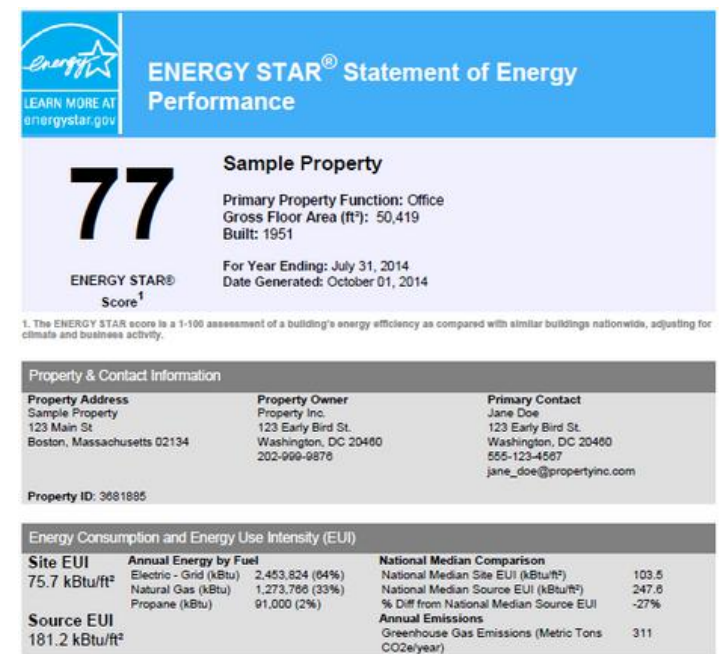 energy
LEARN MORE AT
energystar.gov
ENERGY STAR® Statement of Energy
Performance
77
ENERGY STAR®
Score1
Sample Property
Primary Property Function: Office
Gross Floor Area (ft²): 50,419
Built: 1951
For Year Ending: July 31, 2014
Date Generated: October 01, 2014
1. The ENERGY STAR score is a 1-100 assessment of a building's energy efficiency as compared with similar buildings nationwide, adjusting for
climate and business activity.
Property & Contact Information
Property Address
Sample Property
123 Main St
Boston, Massachusetts 02134
Property Owner
Property Inc.
123 Early Bird St.
Washington, DC 20460
202-999-9876
Primary Contact
Jane Doe
123 Early Bird St.
Washington, DC 20460
555-123-4567
jane_doe@propertyinc.com
Property ID: 3681885
Energy Consumption and Energy Use Intensity (EUI)
Site EUI
75.7 kBtu/ft²
Source EUI
181.2 kBtu/ft²
Annual Energy by Fuel
Electric - Grid (kBtu) 2,453,824 (64%)
Natural Gas (kBtu) 1,273,766 (33%)
Propane (kBtu) 91,000 (2%)
National Median Comparison
National Median Site EUI (kBtu/ft²) 103.5
National Median Source EUI (kBtu/ft²) 247.6
% Diff from National Median Source EUI -27%
Annual Emissions
Greenhouse Gas Emissions (Metric Tons 311
CO2e/year)